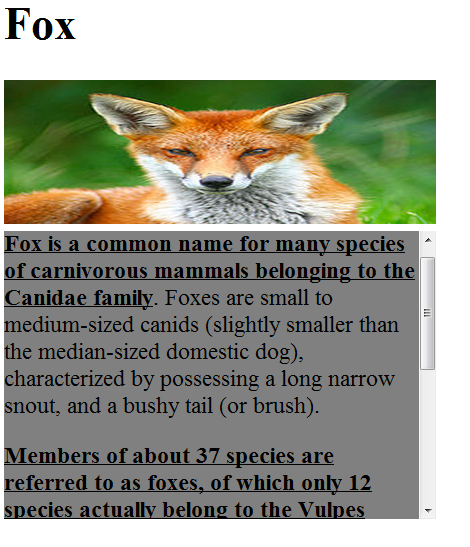 Fox
Fox is a common name for many species
of carnivorous mammals belonging to the
Canidae family. Foxes are small to
medium-sized canids (slightly smaller than
the median-sized domestic dog),
characterized by possessing a long narrow
snout, and a bushy tail (or brush).
Members of about 37 species are
referred to as foxes, of which only 12
species actually belong to the Vulpes